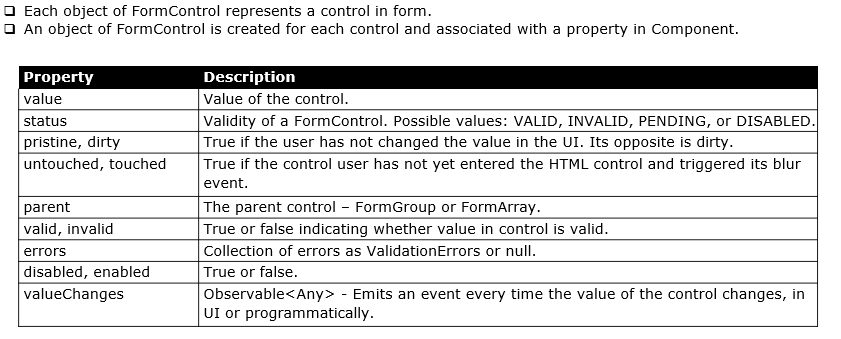 ❑ Each object of FormControl represents a control in form.
❑ An object of FormControl is created for each control and associated with a property in Component.
Property Description
value Value of the control.
status Validity of a FormControl. Possible values: VALID, INVALID, PENDING, or DISABLED.
pristine, dirty True if the user has not changed the value in the UI. Its opposite is dirty.
untouched, touched True if the control user has not yet entered the HTML control and triggered its blur
event.
parent The parent control – FormGroup or FormArray.
valid, invalid True or false indicating whether value in control is valid.
errors Collection of errors as ValidationErrors or null.
disabled, enabled True or false.
valueChanges Observable<Any> - Emits an event every time the value of the control changes, in
UI or programmatically.